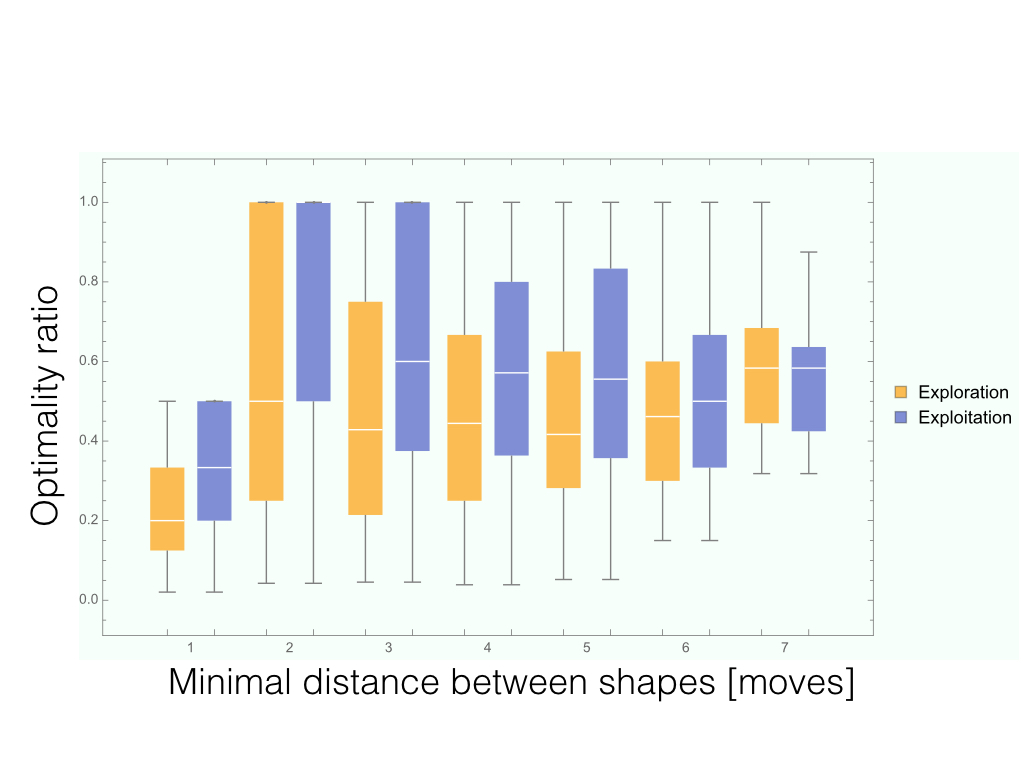 1.0
0.8
0.6
0.4
0.2
0.0
Optimality ratio
1 2 3 4 5 6 7
Minimal distance between shapes [moves]
Exploration
Exploitation